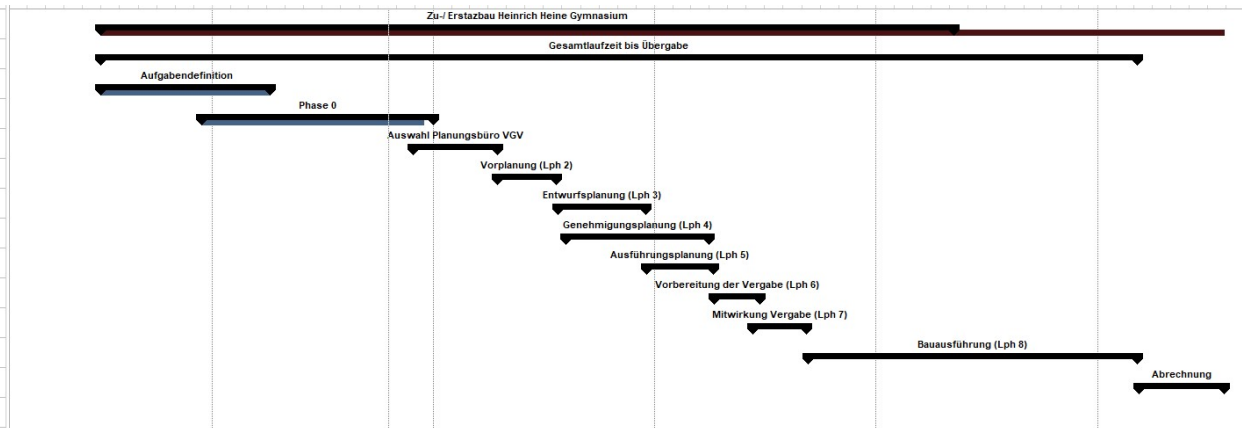 Zu-/ Erstazbau Heinrich Heine Gymnasium
Gesamtlaufzeit bis Übergabe
Aufgabendefinition
Phase 0
Auswahl Planungsbüro VGV
Vorplanung (Lph 2)
Entwurfsplanung (Lph 3)
Genehmigungsplanung (Lph 4)
Ausführungsplanung (Lph 5)
Vorbereitung der Vergabe (Lph 6)
Mitwirkung Vergabe (Lph 7)
Bauausführung (Lph 8)
Abrechnung